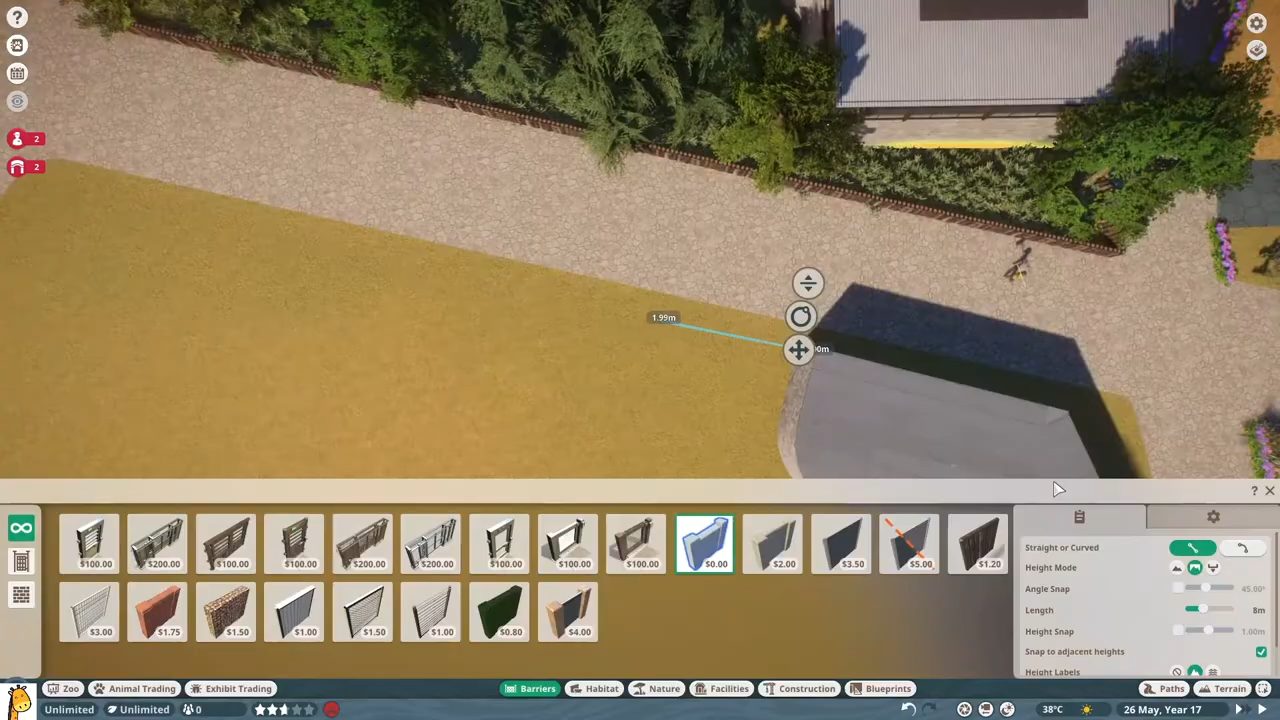 ?
2
2
1.99m
0m
?
$100.00 $200.00 $100.00 $100.00 $200.00 $200.00 $100.00 $100.00 $100.00 $0.00 $2.00 $3.50 $5.00 $1.20
$3.00 $1.75 $1.50 $1.00 $1.50 $1.00 $0.80 $4.00
Straight or Curved
Height Mode
Angle Snap 45.00°
Length 8m
Height Snap 1.00m
Snap to adjacent heights
Height Labels
Zoo Animal Trading Exhibit Trading Barriers Habitat Nature Facilities Construction Blueprints Paths Terrain
Unlimited Unlimited 0 38°C 26 May, Year 17